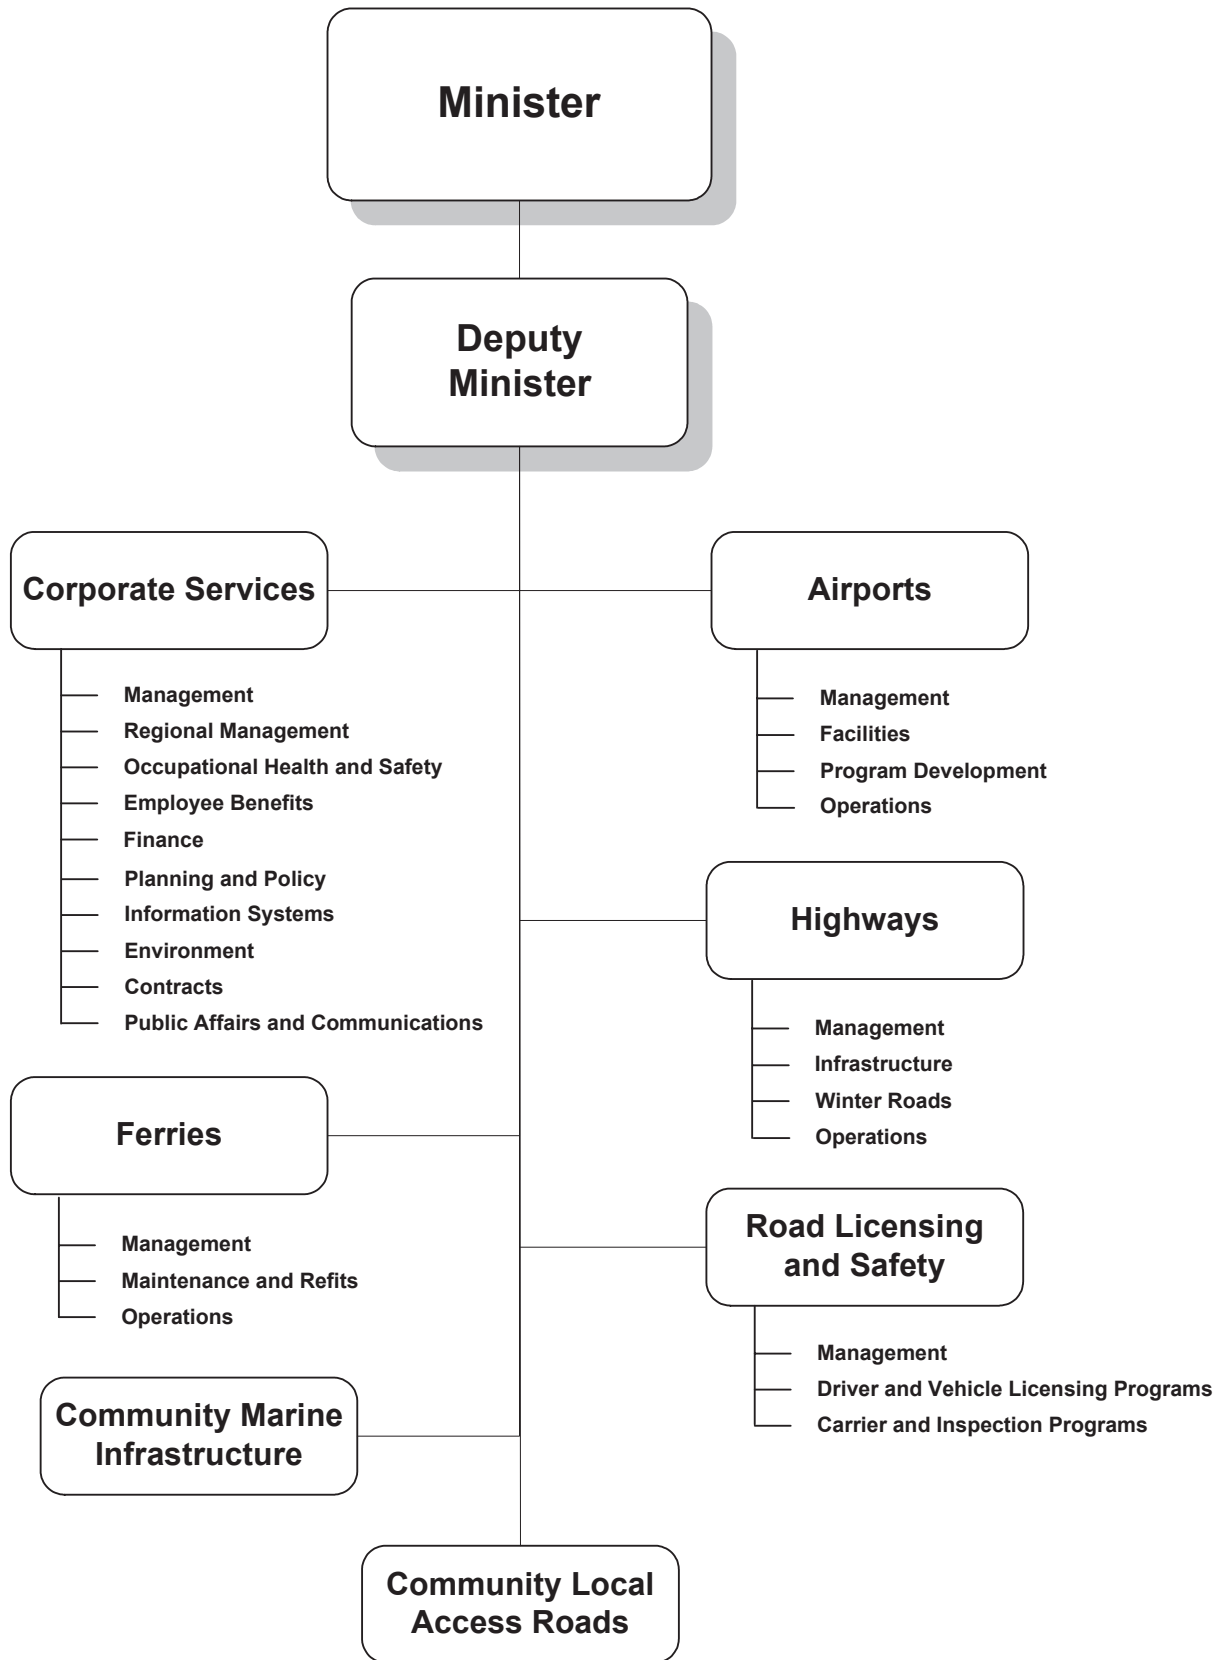 Minister
Deputy
Minister
Corporate Services
Management
Regional Management
Occupational Health and Safety
Employee Benefits
Finance
Planning and Policy
Information Systems
Environment
Contracts
Public Affairs and Communications
Airports
Management
Facilities
Program Development
Operations
Highways
Management
Infrastructure
Winter Roads
Operations
Ferries
Management
Maintenance and Refits
Operations
Road Licensing
and Safety
Management
Driver and Vehicle Licensing Programs
Carrier and Inspection Programs
Community Marine
Infrastructure
Community Local
Access Roads